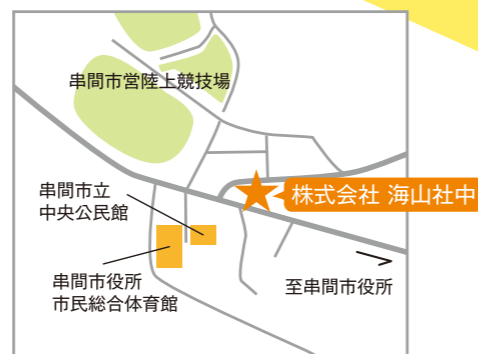 串間市営陸上競技場
株式会社 海山社中
串間市立
中央公民館
串間市役所
市民総合体育館
至串間市役所